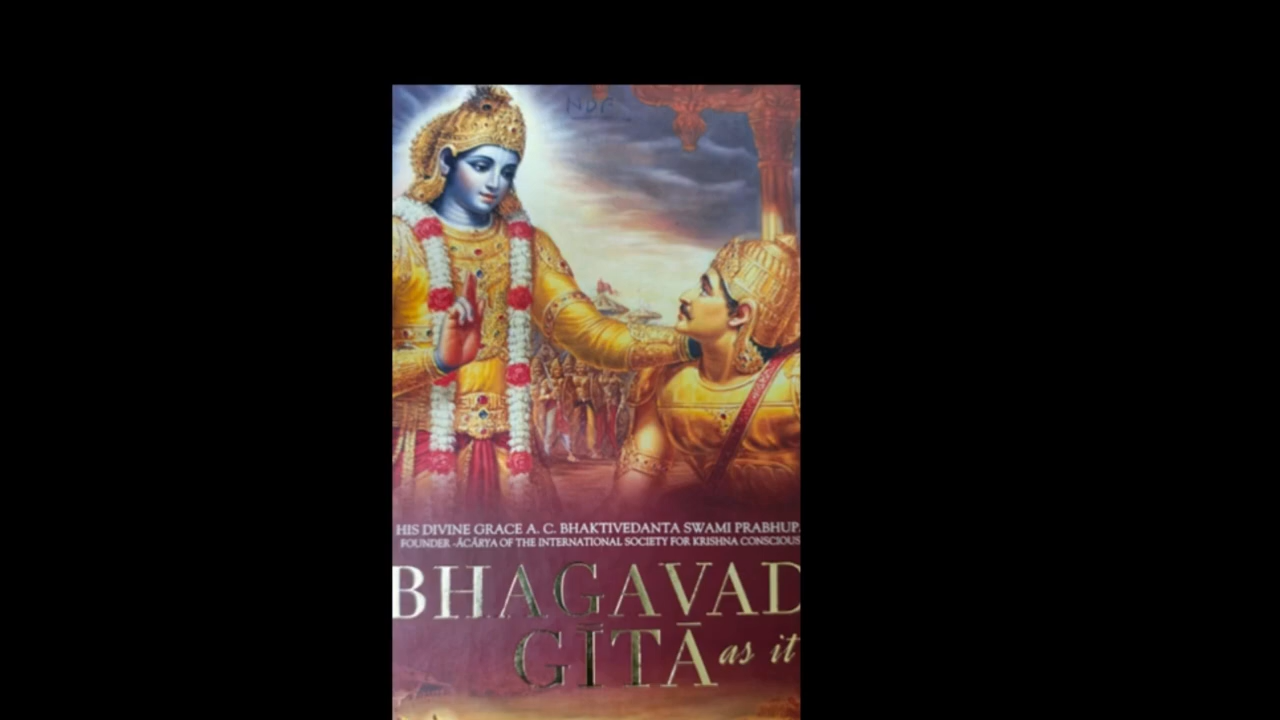 NDP
HIS DIVINE GRACE A. C. BHAKTIVEDANTA SWAMI PRABHUP
FOUNDER -ĀCĀRYA OF THE INTERNATIONAL SOCIETY FOR KRISHNA CONSCIOUS
BHAGAVAD
GĪTĀ as it